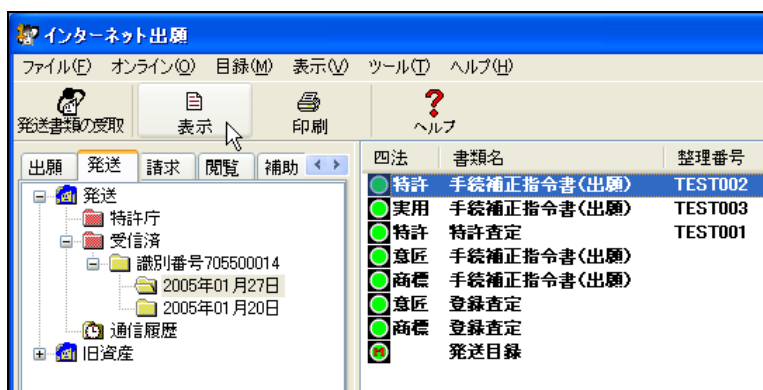 インターネット出願
ファイル(F) オンライン(O) 目録(M) 表示(V) ツール(T) ヘルプ(H)
発送書類の受取 表示 印刷 ヘルプ
出願 発送 請求 閲覧 補助
発送
特許庁
受信済
識別番号705500014
2005年01月27日
2005年01月20日
通信履歴
旧資産
四法 書類名 整理番号
特許 手続補正指令書(出願) TEST002
実用 手続補正指令書(出願) TEST003
特許 特許査定 TEST001
意匠 手続補正指令書(出願)
商標 手続補正指令書(出願)
意匠 登録査定
商標 登録査定
発送目録